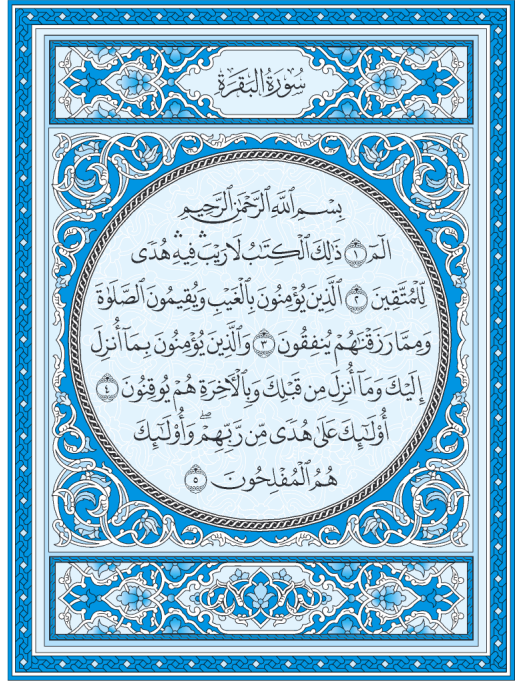 سُورَةُ البَقَرَةِ
بِسۡمِ ٱللَّهِ ٱلرَّحۡمَٰنِ ٱلرَّحِيمِ
الٓمٓ ١ ذَٰلِكَ ٱلۡكِتَٰبُ لَا رَيۡبَۛ فِيهِۛ هُدٗى
لِّلۡمُتَّقِينَ ٢ ٱلَّذِينَ يُؤۡمِنُونَ بِٱلۡغَيۡبِ وَيُقِيمُونَ ٱلصَّلَوٰةَ
وَمِمَّا رَزَقۡنَٰهُمۡ يُنفِقُونَ ٣ وَٱلَّذِينَ يُؤۡمِنُونَ بِمَآ أُنزِلَ
إِلَيۡكَ وَمَآ أُنزِلَ مِن قَبۡلِكَ وَبِٱلۡأٓخِرَةِ هُمۡ يُوقِنُونَ ٤
أُوْلَٰٓئِكَ عَلَىٰ هُدٗى مِّن رَّبِّهِمۡۖ وَأُوْلَٰٓئِكَ
هُمُ ٱلۡمُفۡلِحُونَ ٥